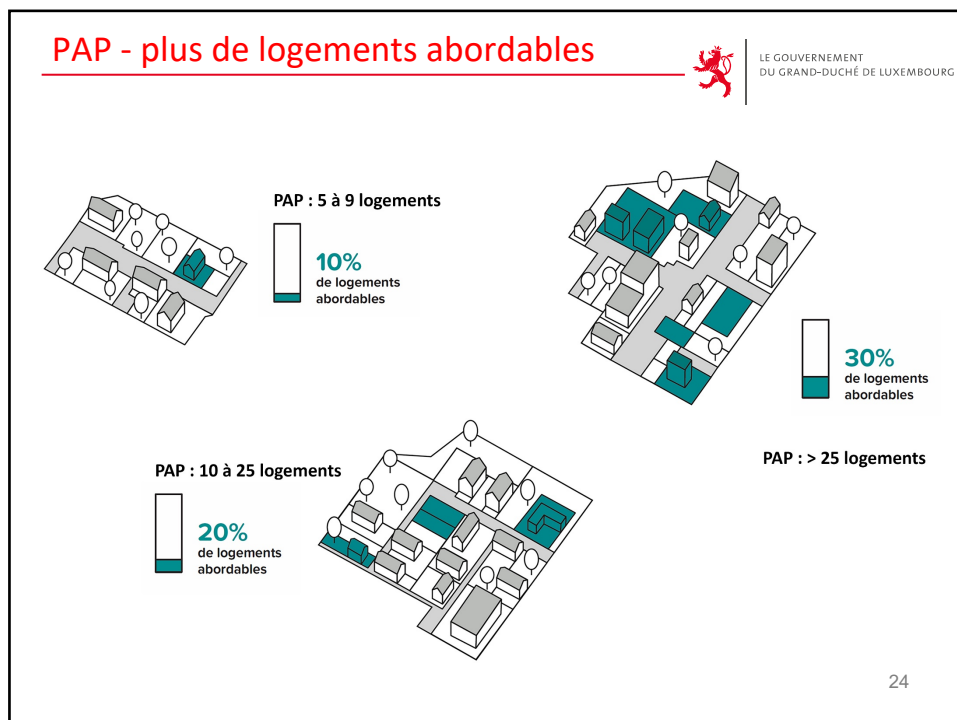 PAP - plus de logements abordables
LE GOUVERNEMENT
DU GRAND-DUCHÉ DE LUXEMBOURG
PAP : 5 à 9 logements
10%
de logements
abordables
30%
de logements
abordables
PAP : > 25 logements
PAP : 10 à 25 logements
20%
de logements
abordables
24